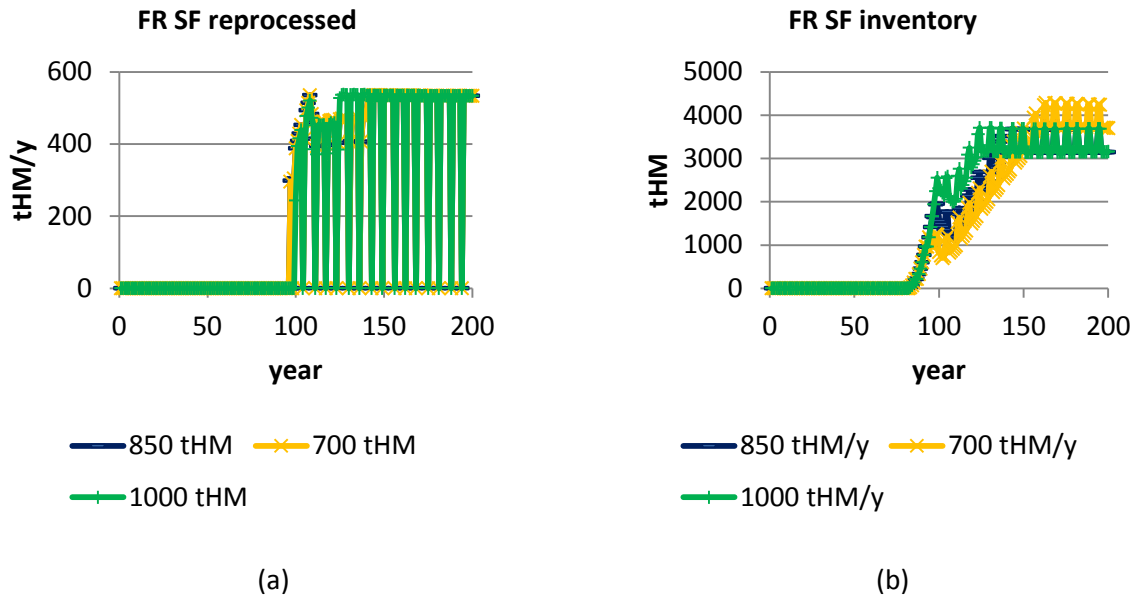 FR SF reprocessed
600
400
200
0
tHM/y
0 50 100 150 200
year
850 tHM 700 tHM
1000 tHM
(a)
FR SF inventory
5000
4000
3000
2000
1000
0
tHM
0 50 100 150 200
year
850 tHM/y 700 tHM/y
1000 tHM/y
(b)